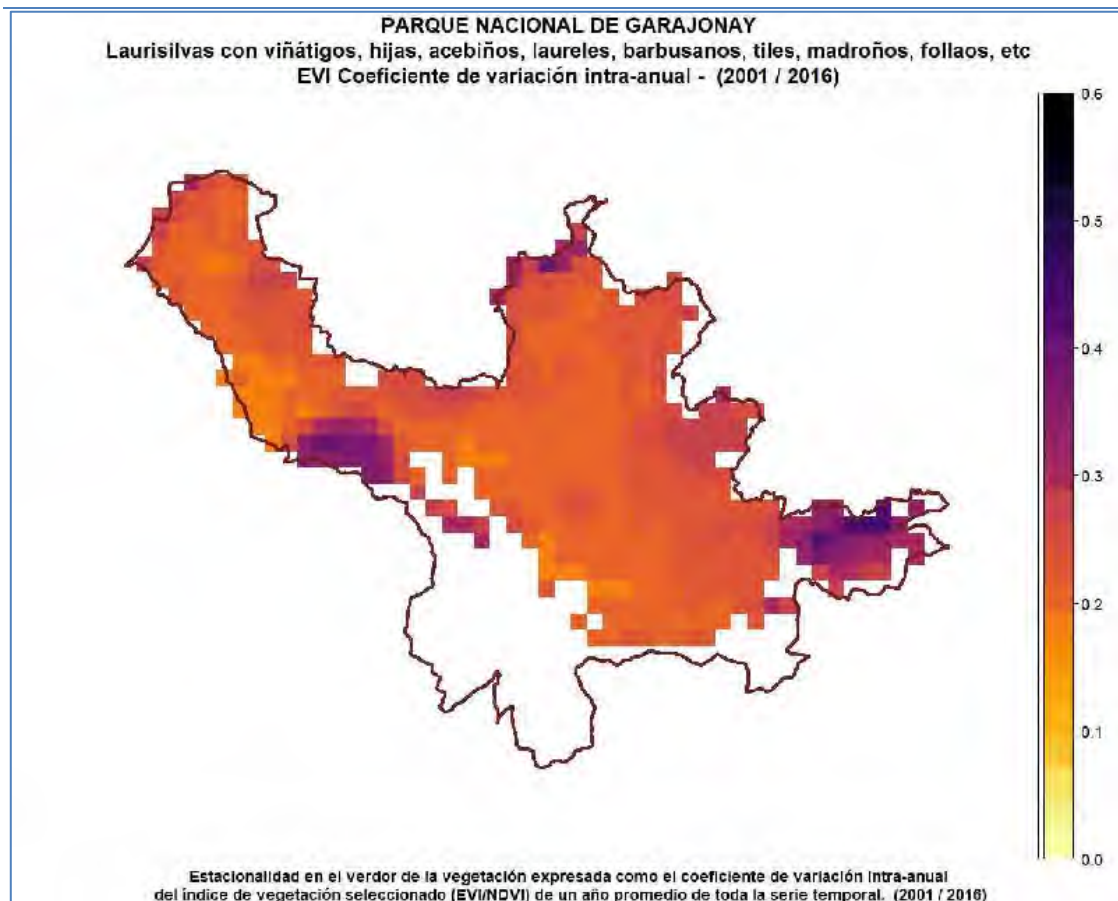 PARQUE NACIONAL DE GARAJONAY
Laurisilvas con viñátigos, hijas, acebiños, laureles, barbusanos, tiles, madroños, follaos, etc
EVI Coeficiente de variación intra-anual - (2001 / 2016)
0.6
0.5
0.4
0.3
0.2
0.1
0.0
Estacionalidad en el verdor de la vegetación expresada como el coeficiente de variación intra-anual
del índice de vegetación seleccionado (EVI/NDVI) de un año promedio de toda la serie temporal. (2001 / 2016)